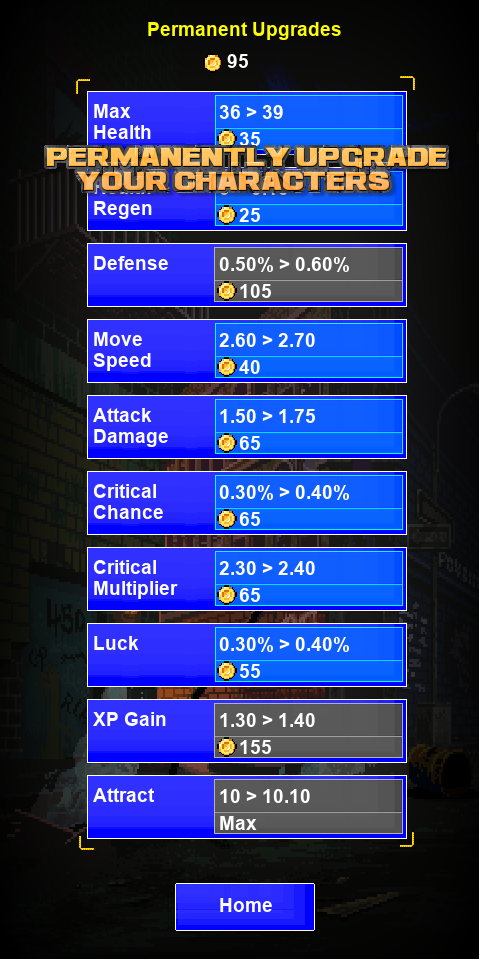 Permanent Upgrades
95
Max
Health
36 > 39
35
PERMANENTLY UPGRADE
YOUR CHARACTERS
Regen
25
Defense
0.50% > 0.60%
105
Move
Speed
2.60 > 2.70
40
Attack
Damage
1.50 > 1.75
65
Critical
Chance
0.30% > 0.40%
65
Critical
Multiplier
2.30 > 2.40
65
Luck
0.30% > 0.40%
55
XP Gain
1.30 > 1.40
155
Attract
10 > 10.10
Max
Home